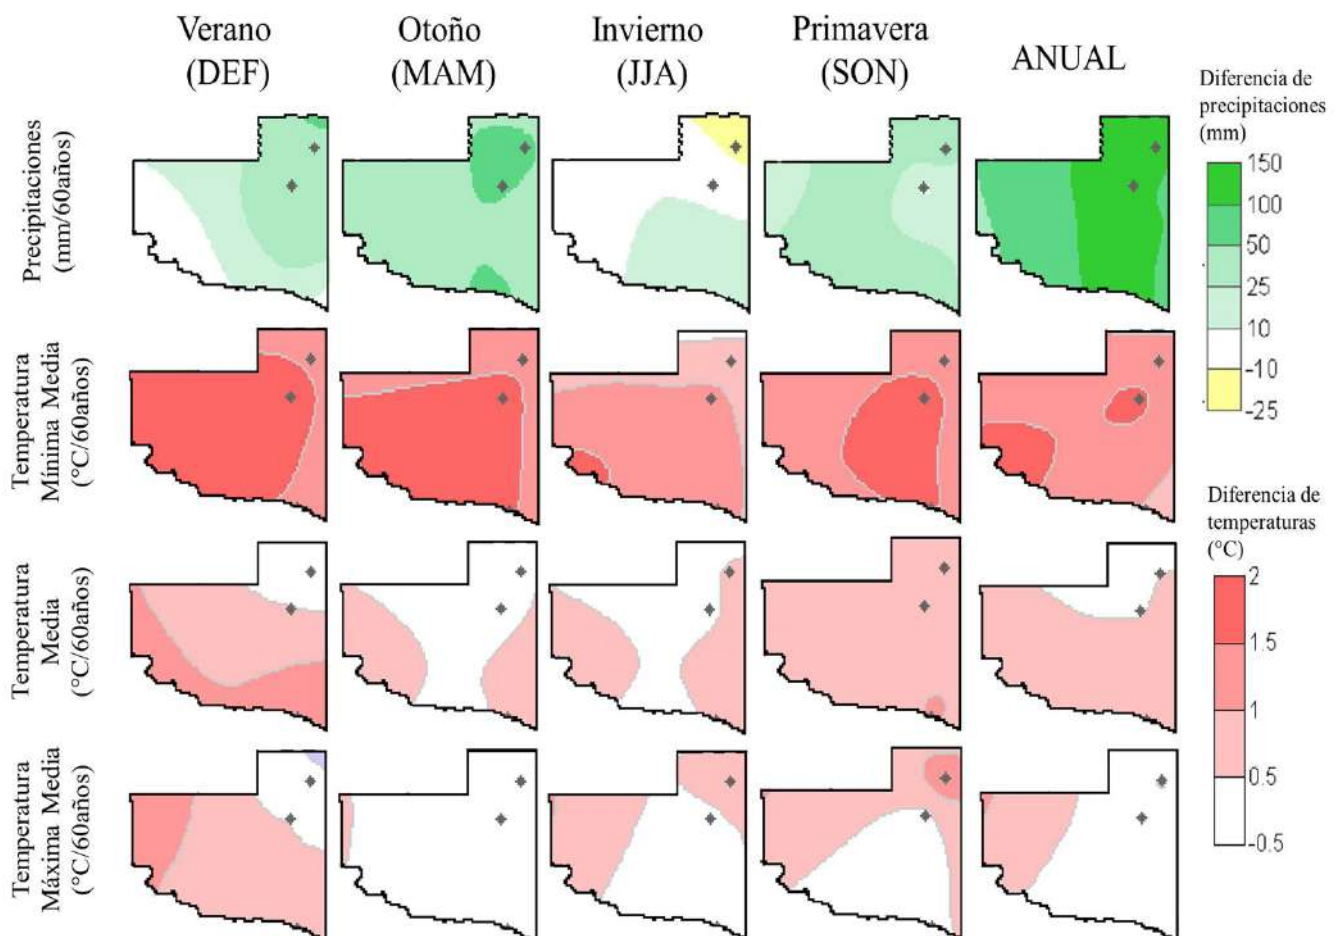 Verano
(DEF)
Otoño
(MAM)
Invierno
(JJA)
Primavera
(SON)
ANUAL
Diferencia de
precipitaciones
(mm)
150
100
50
25
10
-10
-25
Precipitaciones
(mm/60años)
Temperatura
Mínima Media
(°C/60años)
Temperatura
Media
(°C/60años)
Temperatura
Máxima Media
(°C/60años)
Diferencia de
temperaturas
(°C)
2
1.5
1
0.5
-0.5